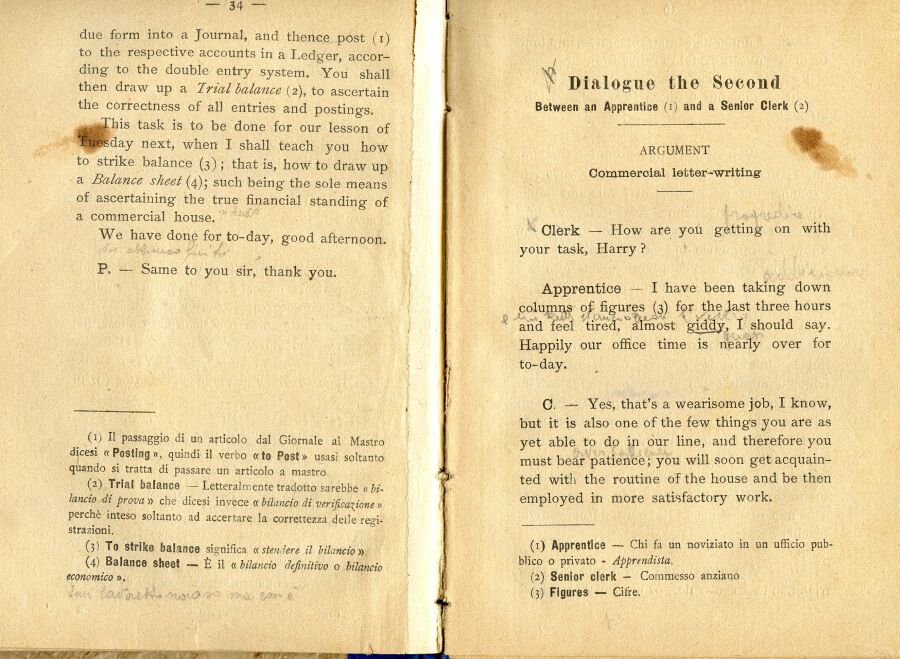 — 34 —
due form into a Journal, and thence post (1)
to the respective accounts in a Ledger, accor-
ding to the double entry system. You shall
then draw up a Trial balance (2), to ascertain
the correctness of all entries and postings.
This task is to be done for our lesson of
Tuesday next, when I shall teach you how
to strike balance (3); that is, how to draw up
a Balance sheet (4); such being the sole means
of ascertaining the true financial standing of
a commercial house.
We have done for to-day, good afternoon.
P. — Same to you sir, thank you.
(1) Il passaggio di un articolo dal Giornale al Mastro
dicesi « Posting », quindi il verbo « to Post » usasi soltanto
quando si tratta di passare un articolo a mastro
(2) Trial balance — Letteralmente tradotto sarebbe « bi-
lancio di prova » che dicesi invece « bilancio di verificazione »
perchè inteso soltanto ad accertare la correttezza delle regi-
strazioni.
(3) To strike balance significa « stendere il bilancio »
(4) Balance sheet — È il « bilancio definitivo o bilancio
economico ».
Dialogue the Second
Between an Apprentice (1) and a Senior Clerk (2)
ARGUMENT
Commercial letter-writing
Clerk — How are you getting on with
your task, Harry?
Apprentice — I have been taking down
columns of figures (3) for the last three hours
and feel tired, almost giddy, I should say.
Happily our office time is nearly over for
to-day.
C. — Yes, that's a wearisome job, I know,
but it is also one of the few things you are as
yet able to do in our line, and therefore you
must bear patience; you will soon get acquain-
ted with the routine of the house and be then
employed in more satisfactory work.
(1) Apprentice — Chi fa un noviziato in un ufficio pub-
blico o privato - Apprendista.
(2) Senior clerk — Commesso anziano
(3) Figures — Cifre.